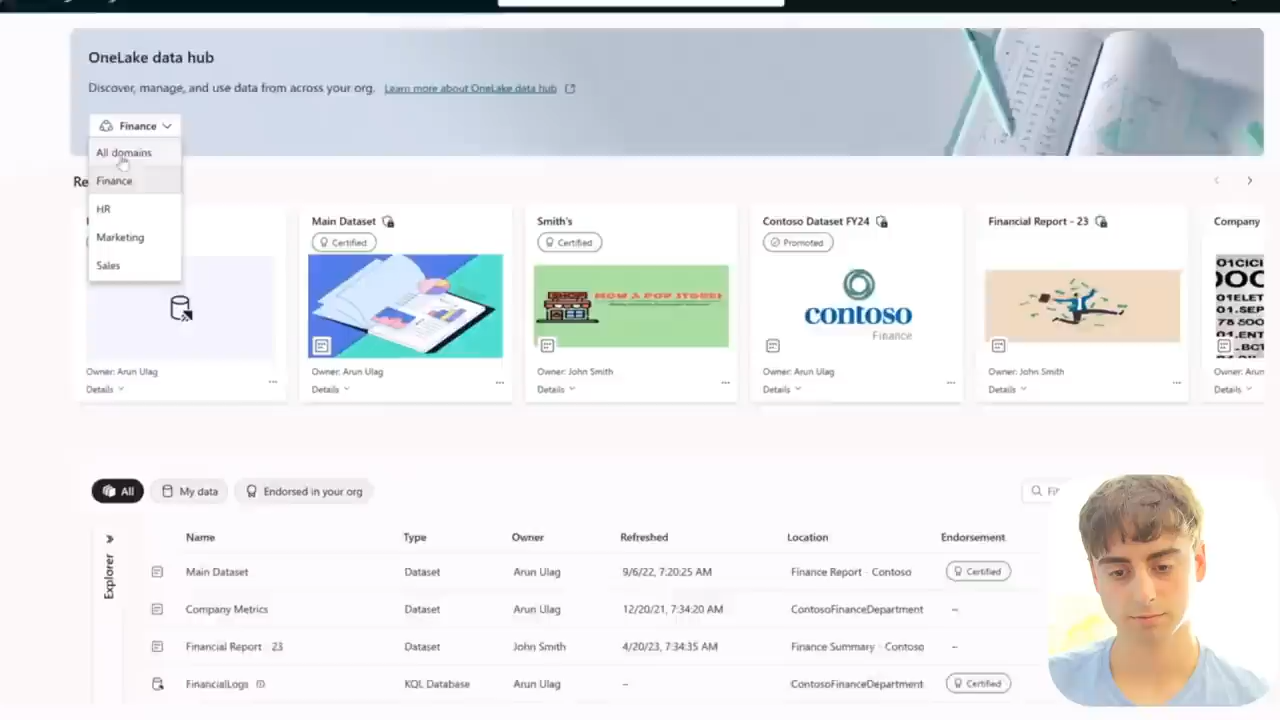 OneLake data hub
Discover, manage, and use data from across your org. Learn more about OneLake data hub
Finance
All domains
Finance
HR
Marketing
Sales
Re
Main Dataset
Certified
Smith's
Certified
Contoso Dataset FY24
Promoted
Financial Report - 23
Company
SHOP
MOM & POP STORE!
contoso
Finance
Owner: Arun Ulag
Details
Owner: Arun Ulag
Details
Owner: John Smith
Details
Owner: Arun Ulag
Details
Owner: John Smith
Details
Owner: Arun
Details
All
My data
Endorsed in your org
Explorer
Name Type Owner Refreshed Location Endorsement
Main Dataset Dataset Arun Ulag 9/6/22, 7:20:25 AM Finance Report - Contoso Certified
Company Metrics Dataset Arun Ulag 12/20/21, 7:34:20 AM ContosoFinanceDepartment –
Financial Report 23 Dataset John Smith 4/20/23, 7:34:35 AM Finance Summary - Contoso –
FinancialLogs KQL Database Arun Ulag – ContosoFinanceDepartment Certified